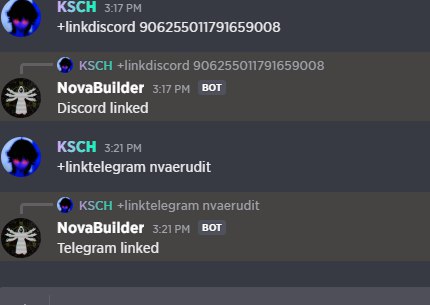 KSCH 3:17 PM
+linkdiscord 906255011791659008
KSCH +linkdiscord 906255011791659008
NovaBuilder 3:17 PM BOT
Discord linked
KSCH 3:21 PM
+linktelegram nvaerudit
KSCH +linktelegram nvaerudit
NovaBuilder 3:21 PM BOT
Telegram linked